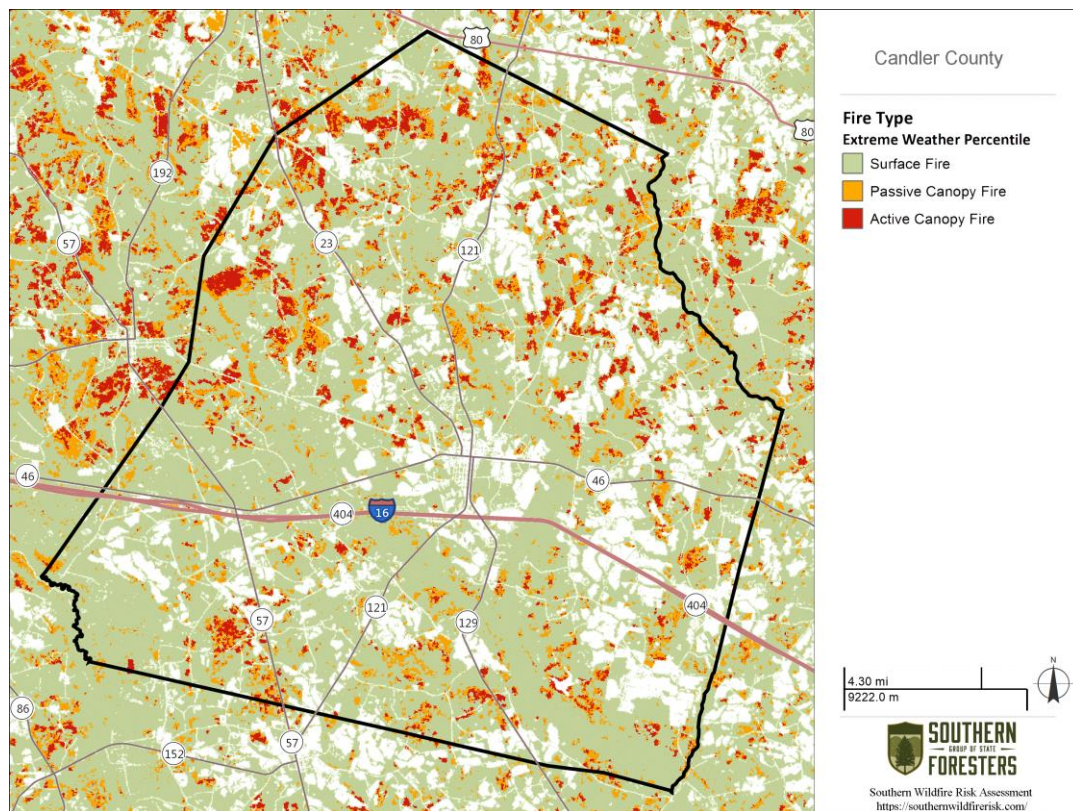 80
Candler County
Fire Type
Extreme Weather Percentile
80
Surface Fire
192
Passive Canopy Fire
Active Canopy Fire
57
23
121
46
46
404
16
121
404
57
129
4.30 mi
N
9222.0 m
86
57
152
SOUTHERN
GROUP OF STATE
FORESTERS
Southern Wildfire Risk Assessment
https://southernwildfirerisk.com/